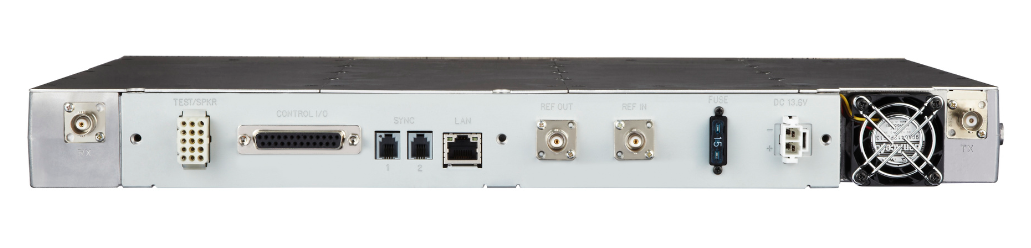 TEST/SPKR
CONTROL I/O
SYNC
1
2
LAN
REF OUT
REF IN
FUSE
15
DC 13.8V
−
+
TX